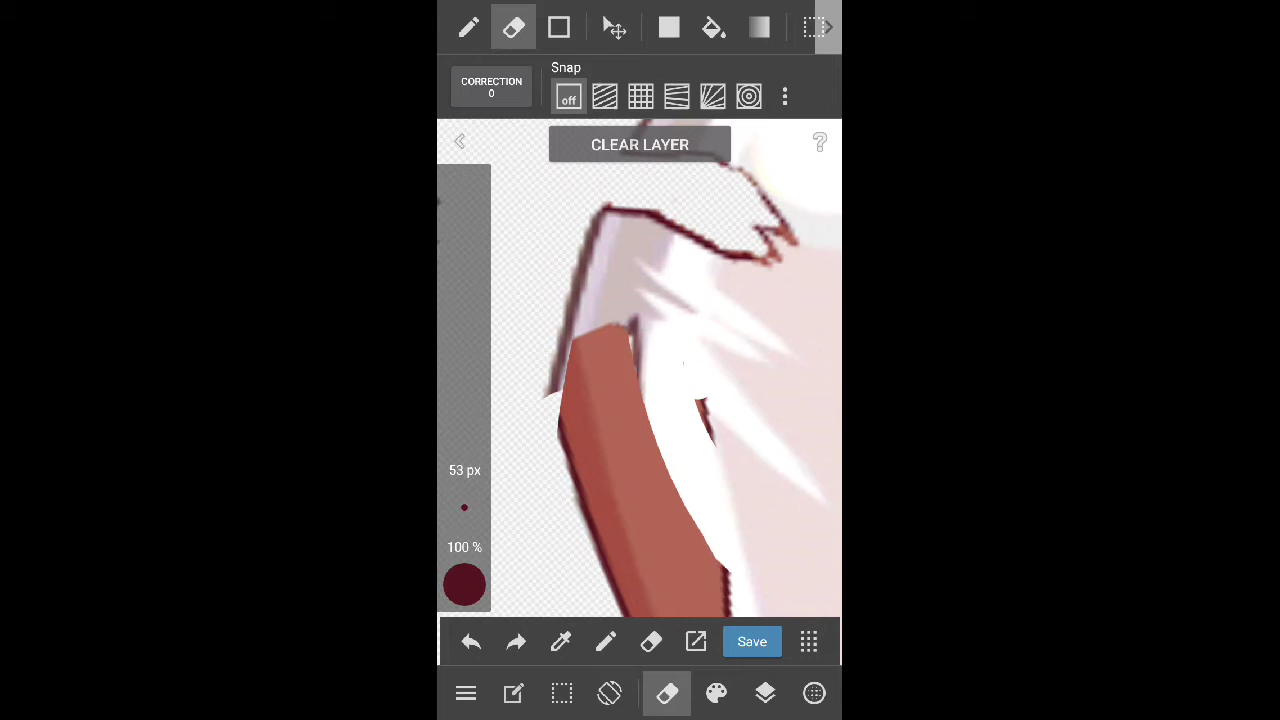 Snap
CORRECTION
0
off
CLEAR LAYER
?
53 px
100 %
Save